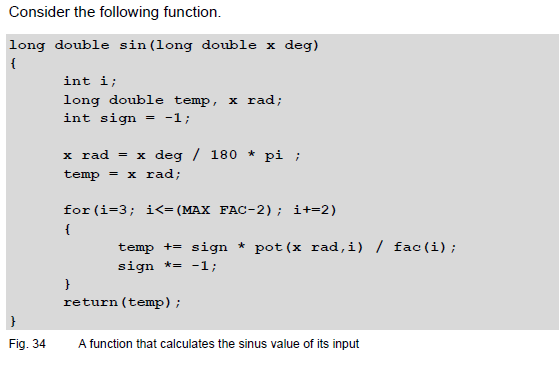 Consider the following function.
long double sin(long double x deg)
{
int i;
long double temp, x rad;
int sign = -1;
x rad = x deg / 180 * pi ;
temp = x rad;
for(i=3; i<=(MAX FAC-2); i+=2)
{
temp += sign * pot(x rad,i) / fac(i);
sign *= -1;
}
return(temp);
}
Fig. 34 A function that calculates the sinus value of its input